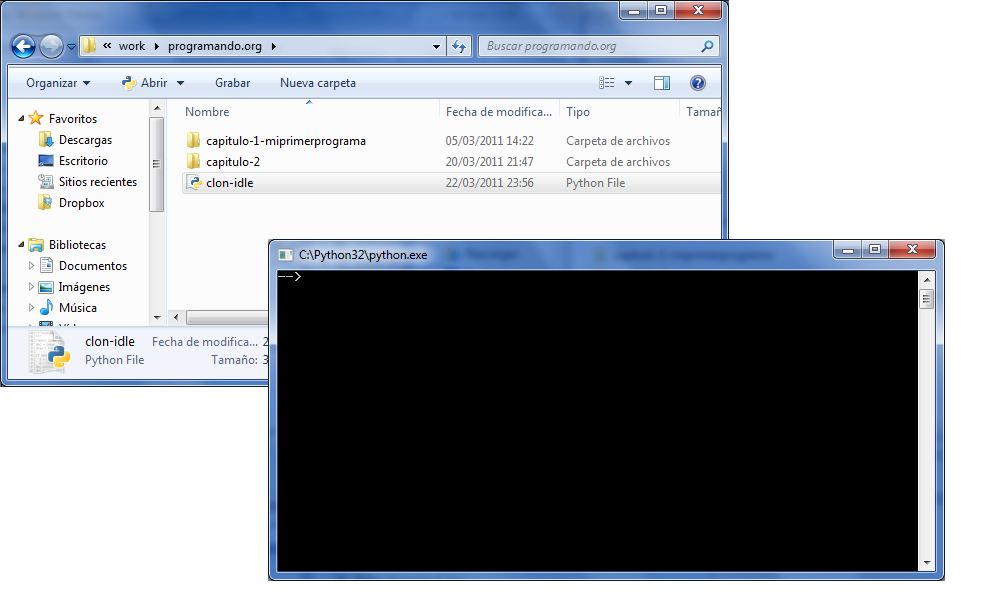 « work ▸ programando.org ▸
Buscar programando.org
Organizar Abrir Grabar Nueva carpeta
Favoritos
Descargas
Escritorio
Sitios recientes
Dropbox
Bibliotecas
Documentos
Imágenes
Música
Nombre Fecha de modifica... Tipo Tamañ
capitulo-1-miprimerprograma 05/03/2011 14:22 Carpeta de archivos
capitulo-2 20/03/2011 21:47 Carpeta de archivos
clon-idle 22/03/2011 23:56 Python File
clon-idle Fecha de modifica... 2
Python File Tamaño: 3
C:\Python32\python.exe
-->